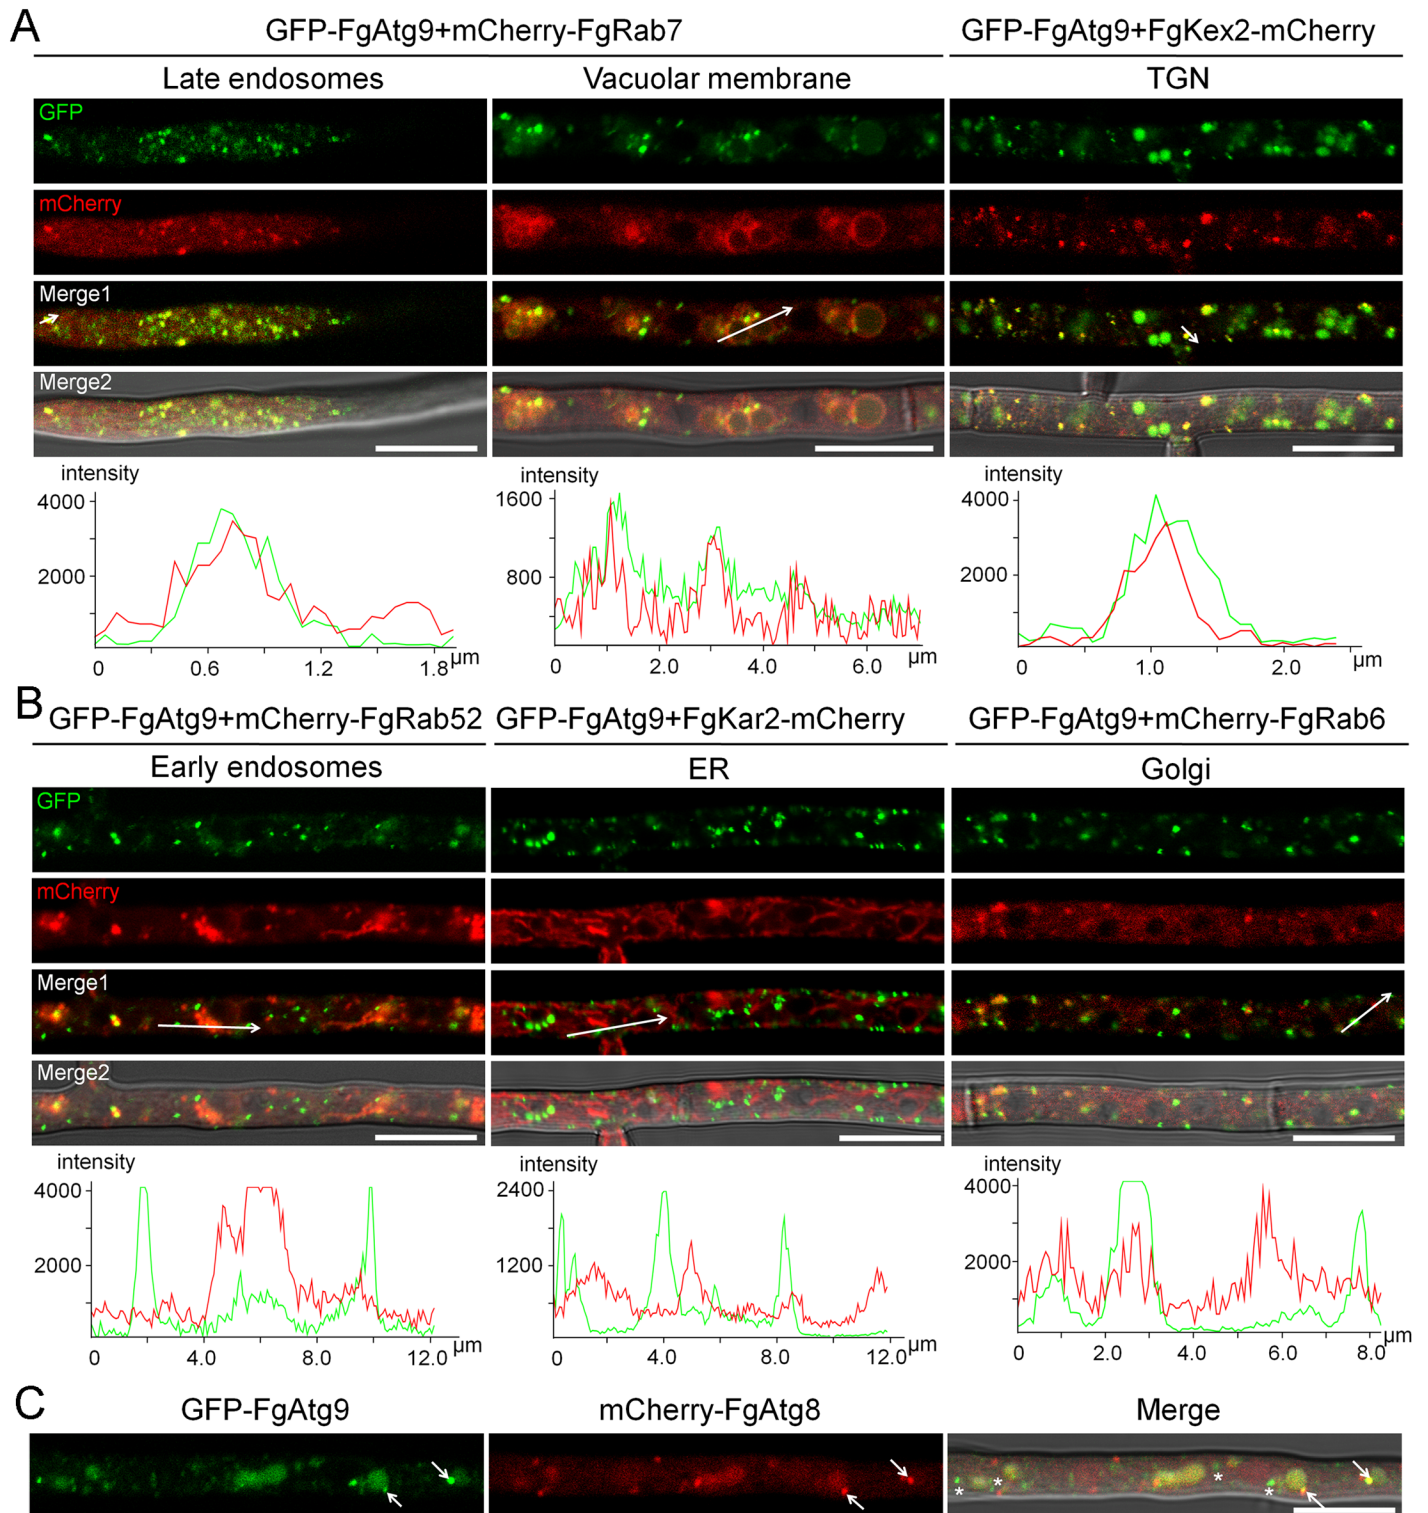 A
GFP-FgAtg9+mCherry-FgRab7
GFP-FgAtg9+FgKex2-mCherry
Late endosomes
Vacuolar membrane
TGN
GFP
mCherry
Merge1
Merge2
intensity
intensity
intensity
4000
2000
0 0.6 1.2 1.8 µm
1600
800
0 2.0 4.0 6.0
4000
2000
0 1.0 2.0 µm
B
GFP-FgAtg9+mCherry-FgRab52
GFP-FgAtg9+FgKar2-mCherry
GFP-FgAtg9+mCherry-FgRab6
Early endosomes
ER
Golgi
GFP
mCherry
Merge1
Merge2
intensity
intensity
intensity
4000
2000
0 4.0 8.0 12.0 µm
2400
1200
0 4.0 8.0 12.0 µm
4000
2000
0 2.0 4.0 6.0 8.0 µm
C
GFP-FgAtg9
mCherry-FgAtg8
Merge
* * * *